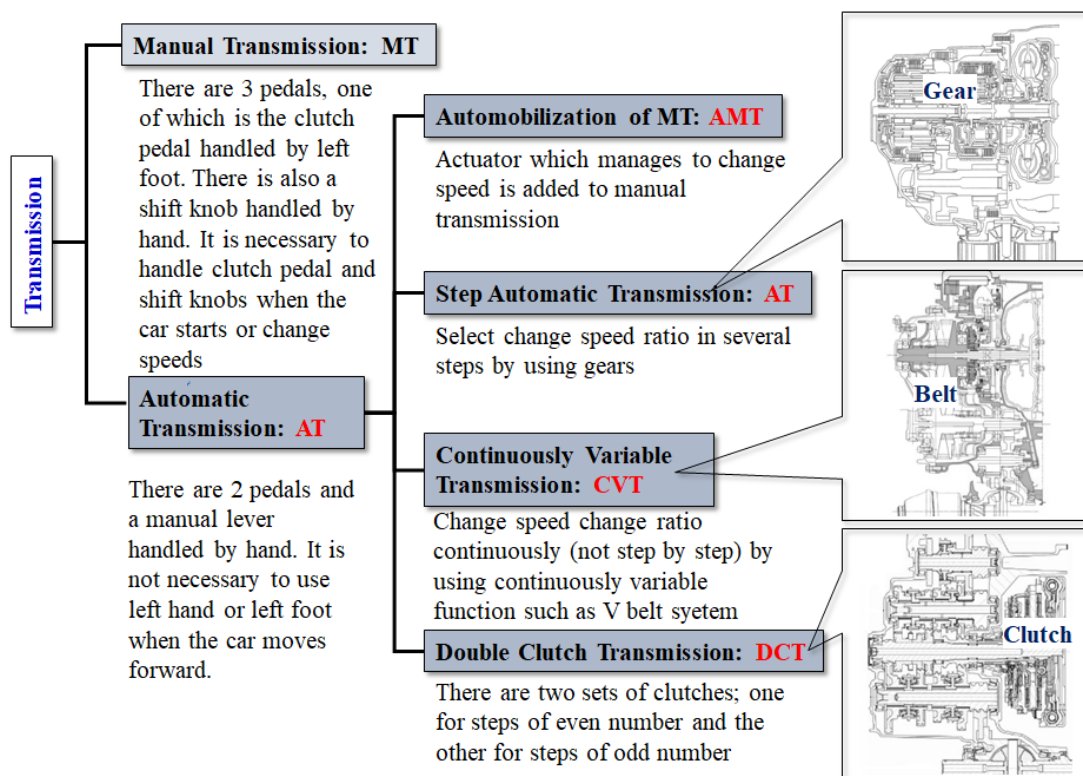 Transmission
Manual Transmission: MT
There are 3 pedals, one
of which is the clutch
pedal handled by left
foot. There is also a
shift knob handled by
hand. It is necessary to
handle clutch pedal and
shift knobs when the
car starts or change
speeds
Automatic
Transmission: AT
There are 2 pedals and
a manual lever
handled by hand. It is
not necessary to use
left hand or left foot
when the car moves
forward.
Automobilization of MT: AMT
Actuator which manages to change
speed is added to manual
transmission
Step Automatic Transmission: AT
Select change speed ratio in several
steps by using gears
Continuously Variable
Transmission: CVT
Change speed change ratio
continuously (not step by step) by
using continuously variable
function such as V belt syetem
Double Clutch Transmission: DCT
There are two sets of clutches; one
for steps of even number and the
other for steps of odd number
Gear
Belt
Clutch